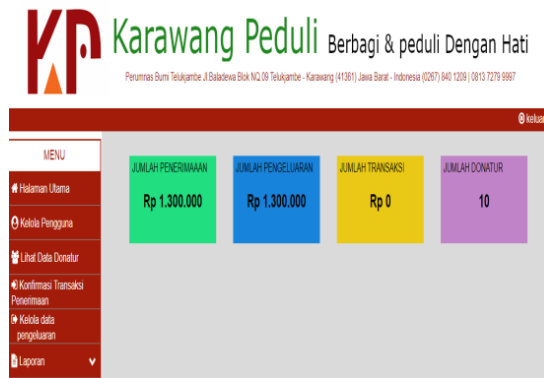 KP
Karawang Peduli Berbagi & peduli Dengan Hati
Perumnas Bumi Telukjambe Jl.Baladewa Blok NQ.09 Telukjambe - Karawang (41361) Jawa Barat - Indonesia (0267) 840 1209 | 0813 7279 9997
keluar
MENU
Halaman Utama
Kelola Pengguna
Lihat Data Donatur
Konfirmasi Transaksi
Penerimaan
Kelola data
pengeluaran
Laporan
JUMLAH PENERIMAAAN
Rp 1.300.000
JUMLAH PENGELUARAN
Rp 1.300.000
JUMLAH TRANSAKSI
Rp 0
JUMLAH DONATUR
10